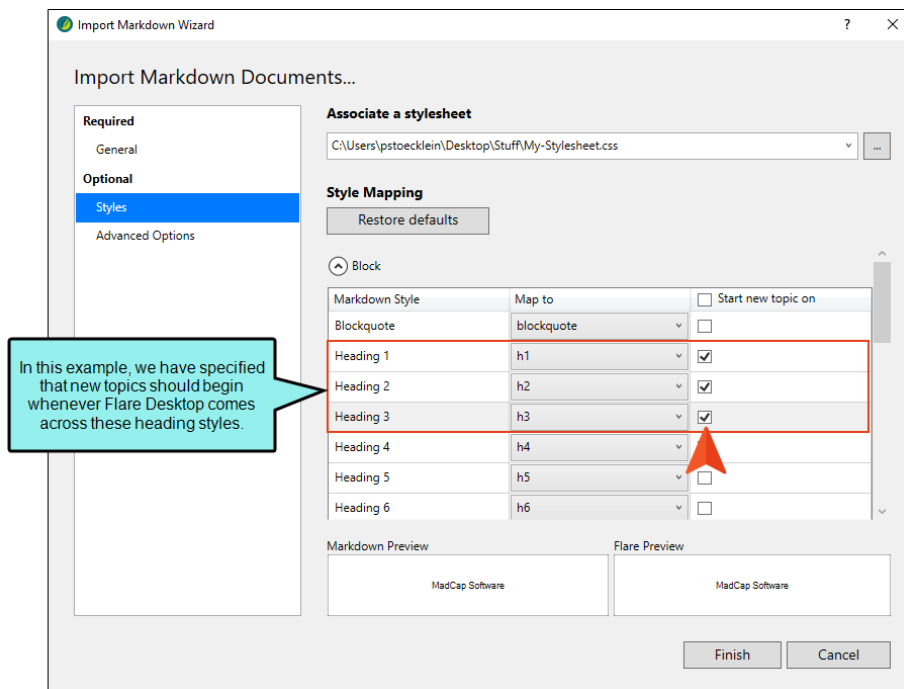 Import Markdown Wizard
?
Import Markdown Documents...
Required
General
Optional
Styles
Advanced Options
Associate a stylesheet
C:\Users\pstoecklein\Desktop\Stuff\My-Stylesheet.css
...
Style Mapping
Restore defaults
Block
Markdown Style Map to Start new topic on
Blockquote blockquote
Heading 1 h1
Heading 2 h2
Heading 3 h3
Heading 4 h4
Heading 5 h5
Heading 6 h6
In this example, we have specified
that new topics should begin
whenever Flare Desktop comes
across these heading styles.
Markdown Preview
MadCap Software
Flare Preview
MadCap Software
Finish
Cancel